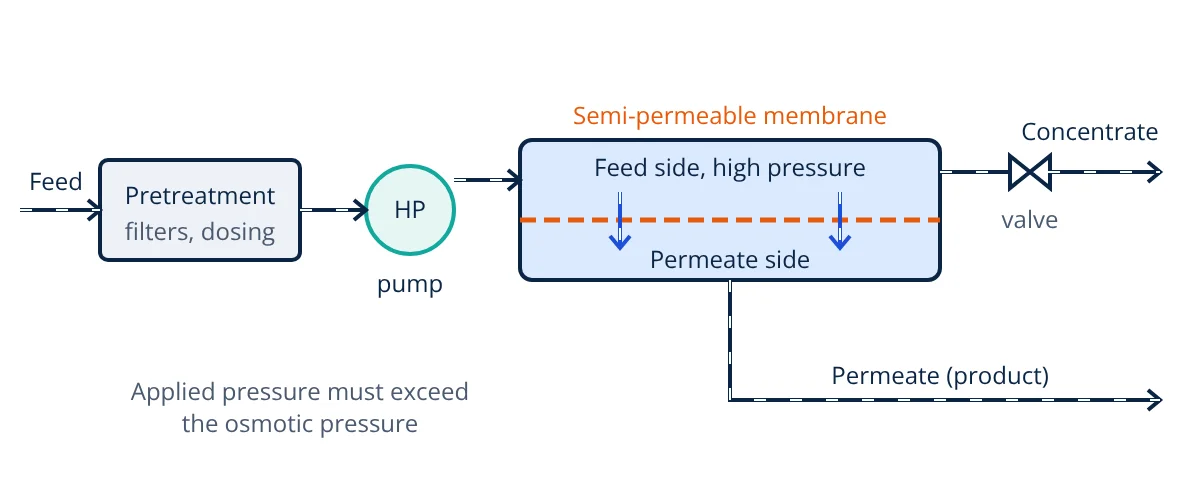 Semi-permeable membrane
Concentrate
Feed side, high pressure
Feed
Pretreatment
HP
valve
filters, dosing
Permeate side
pump
Permeate (product)
Applied pressure must exceed
the osmotic pressure